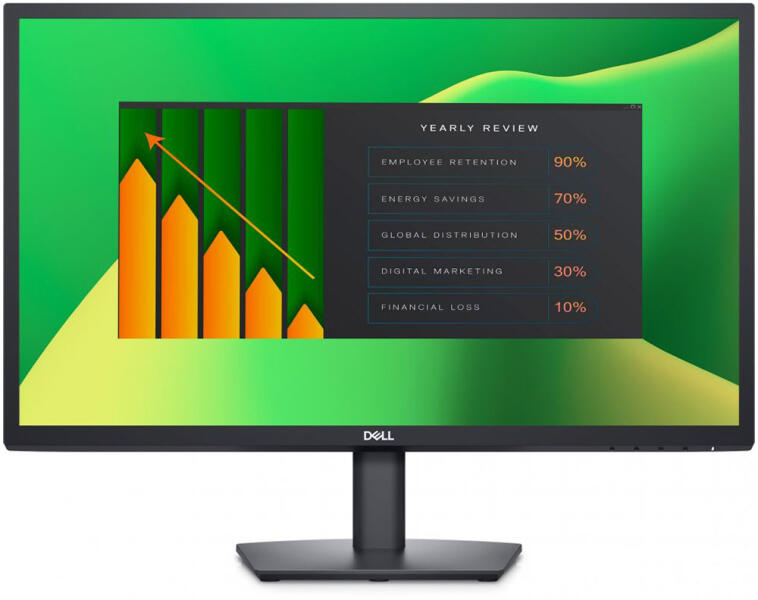 YEARLY REVIEW
EMPLOYEE RETENTION 90%
ENERGY SAVINGS 70%
GLOBAL DISTRIBUTION 50%
DIGITAL MARKETING 30%
FINANCIAL LOSS 10%
DELL